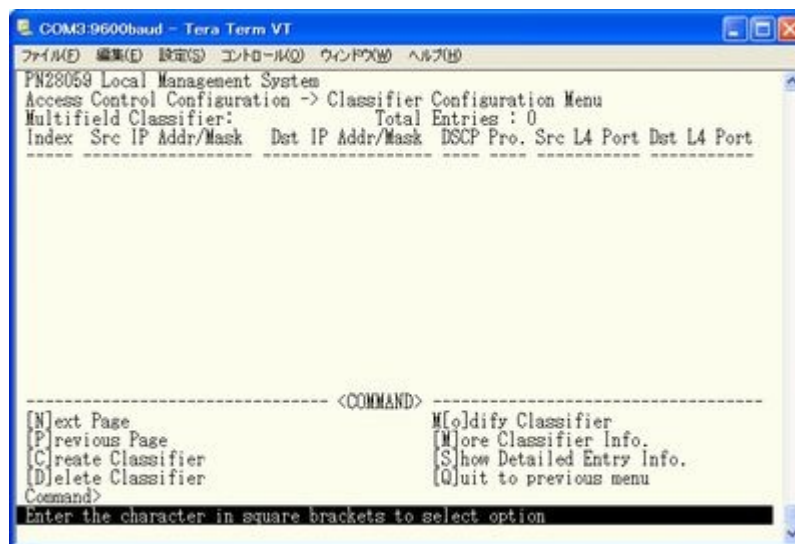 COM3:9600baud - Tera Term VT
ファイル(F) 編集(E) 設定(S) コントロール(O) ウィンドウ(W) ヘルプ(H)
PN28059 Local Management System
Access Control Configuration -> Classifier Configuration Menu
Multifield Classifier: Total Entries : 0
Index Src IP Addr/Mask Dst IP Addr/Mask DSCP Pro. Src L4 Port Dst L4 Port
----- ------------------ ------------------ ---- ---- ----------- -----------
-------------------------------- <COMMAND> -----------------------------------
[N]ext Page M[o]dify Classifier
[P]revious Page [M]ore Classifier Info.
[C]reate Classifier [S]how Detailed Entry Info.
[D]elete Classifier [Q]uit to previous menu
Command>
Enter the character in square brackets to select option